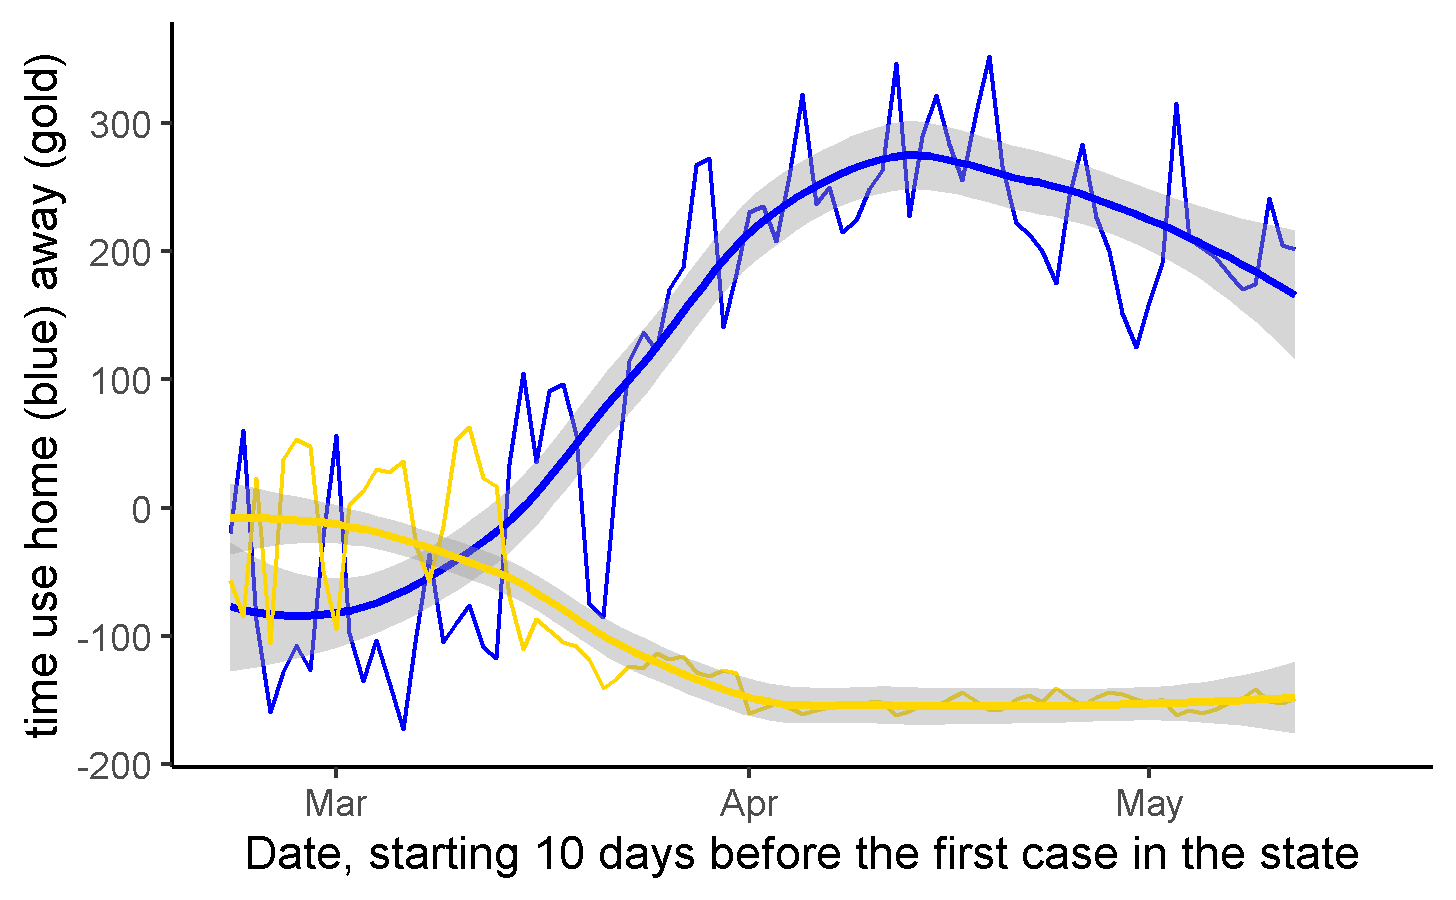 time use home (blue) away (gold)
300
200
100
0
-100
-200
Mar Apr May
Date, starting 10 days before the first case in the state